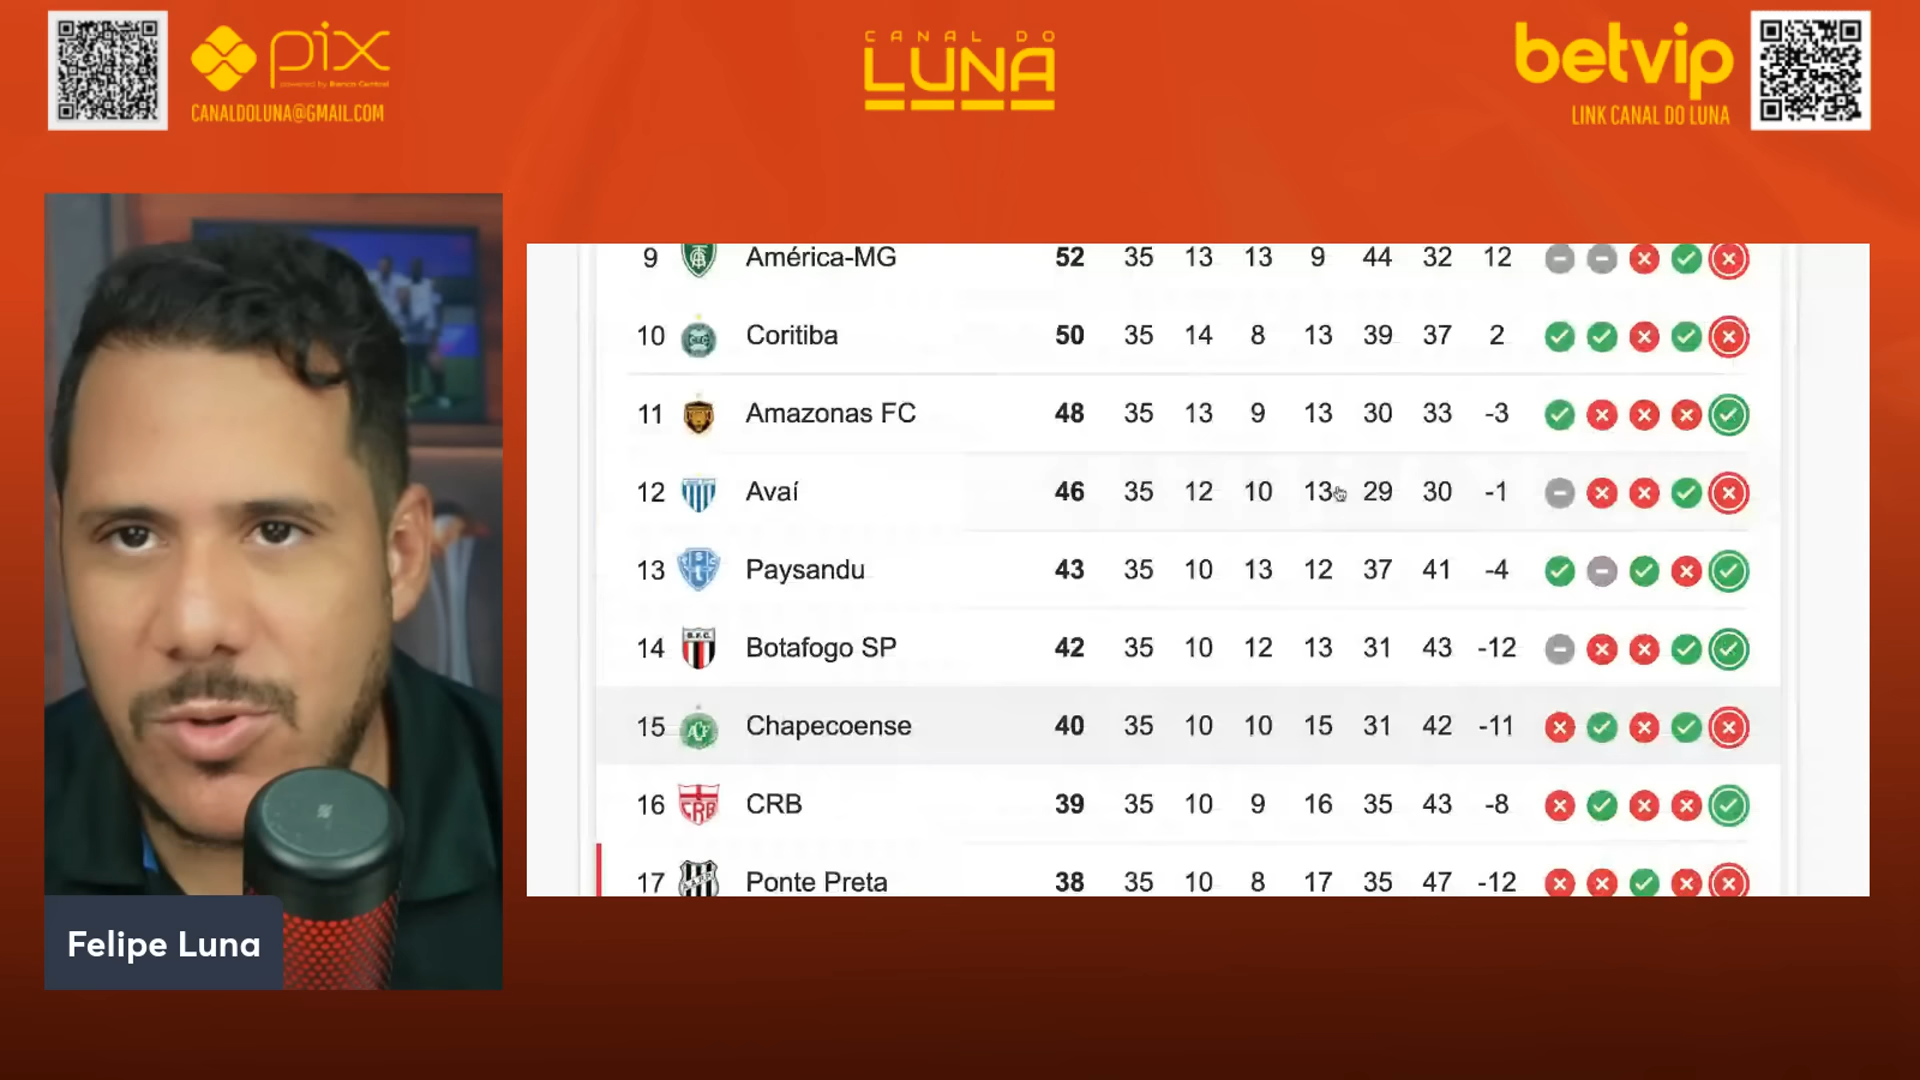 pix
powered by Banco Central
CANALDOLUNA@GMAIL.COM
CANAL DO
LUNA
betvip
LINK CANAL DO LUNA
9 América-MG 52 35 13 13 9 44 32 12
10 Coritiba 50 35 14 8 13 39 37 2
11 Amazonas FC 48 35 13 9 13 30 33 -3
12 Avaí 46 35 12 10 13 29 30 -1
13 Paysandu 43 35 10 13 12 37 41 -4
14 Botafogo SP 42 35 10 12 13 31 43 -12
15 Chapecoense 40 35 10 10 15 31 42 -11
16 CRB 39 35 10 9 16 35 43 -8
17 Ponte Preta 38 35 10 8 17 35 47 -12
Felipe Luna